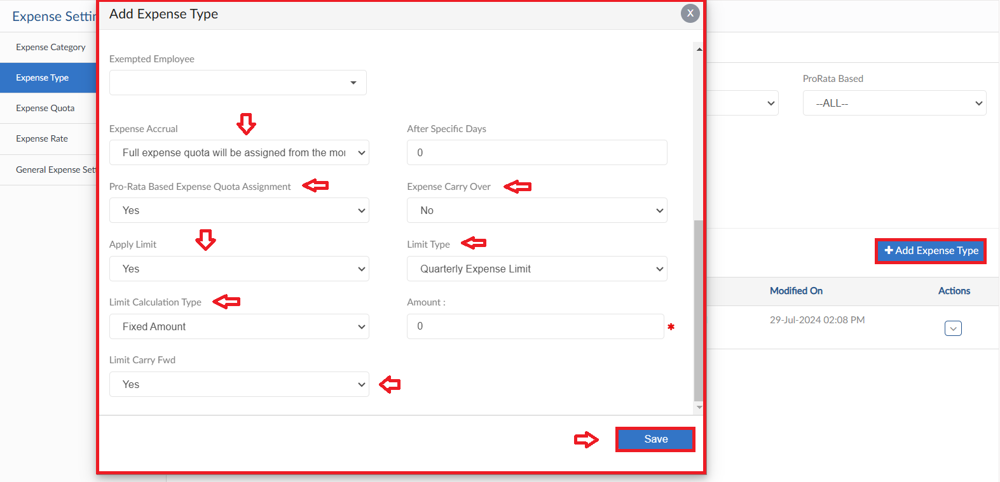 Expense Settin
Add Expense Type
X
Expense Category
Expense Type
Expense Quota
Expense Rate
General Expense Sett
Exempted Employee
Expense Accrual
After Specific Days
Full expense quota will be assigned from the mor
0
Pro-Rata Based Expense Quota Assignment
Expense Carry Over
Yes
No
Apply Limit
Limit Type
Yes
Quarterly Expense Limit
Limit Calculation Type
Amount :
Fixed Amount
0
*
Limit Carry Fwd
Yes
Save
ProRata Based
--ALL--
Add Expense Type
Modified On
Actions
29-Jul-2024 02:08 PM